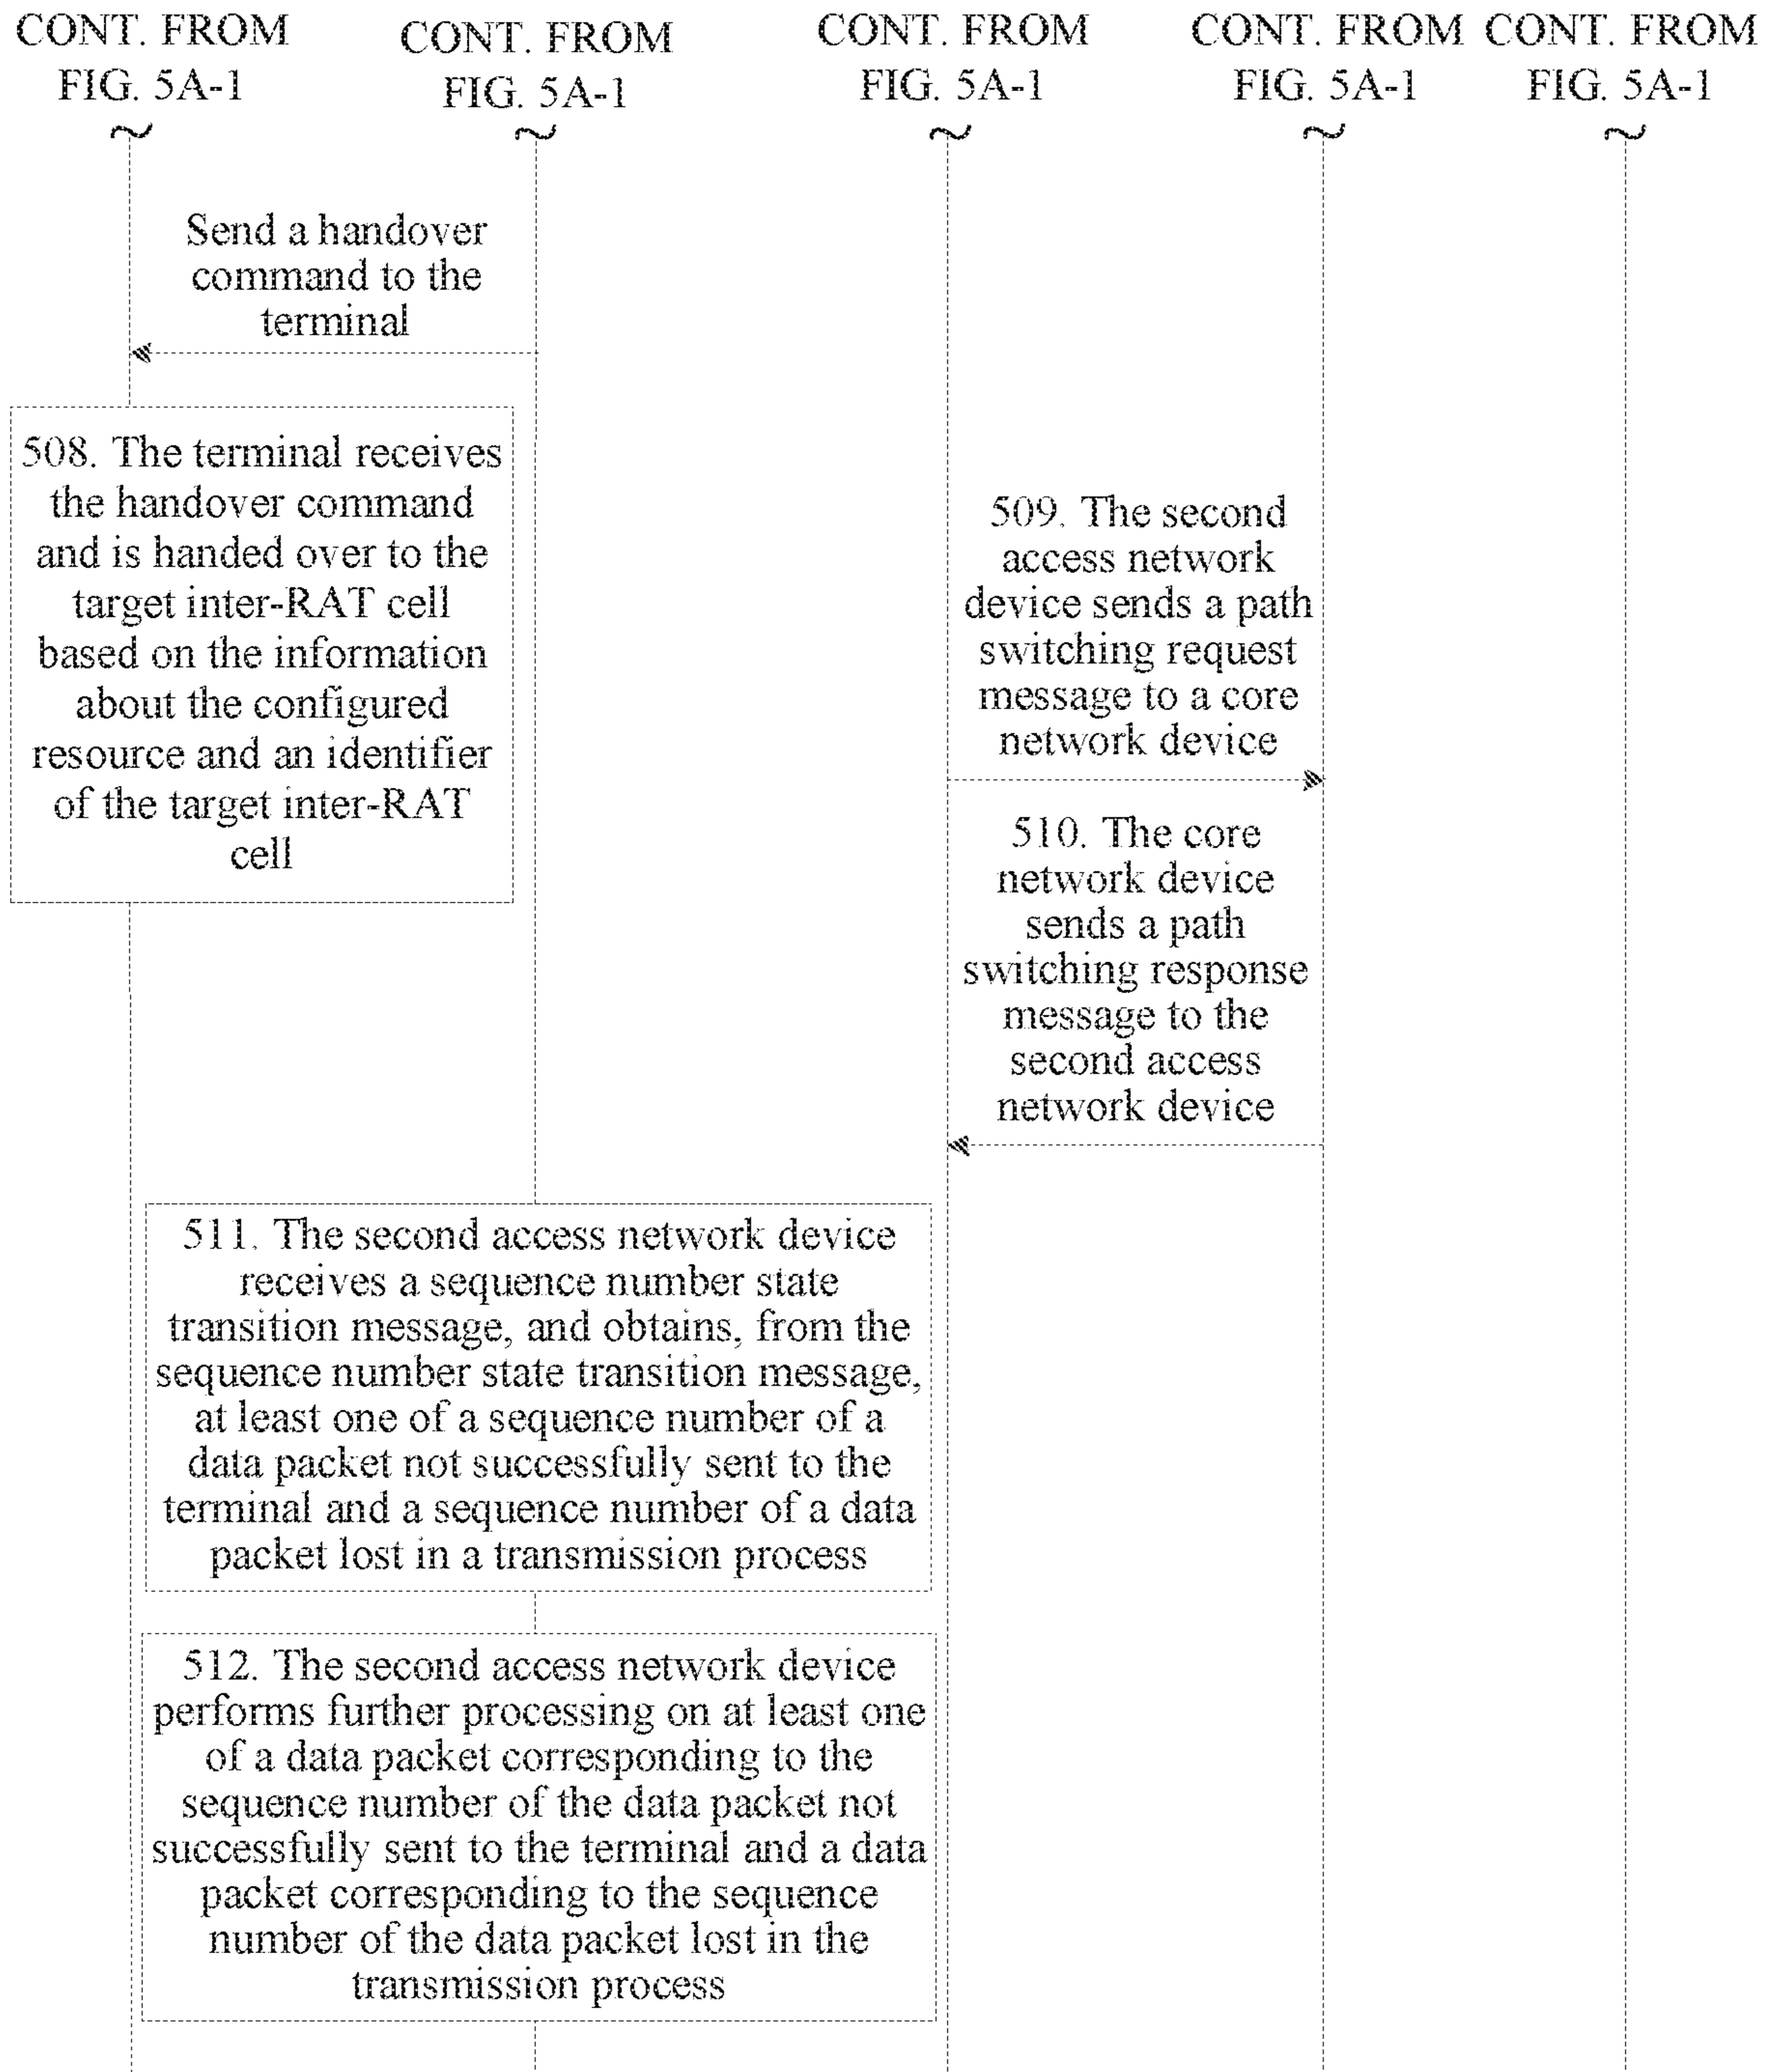 CONT. FROM
FIG. 5A-1
CONT. FROM
FIG. 5A-1
CONT. FROM
FIG. 5A-1
CONT. FROM
FIG. 5A-1
CONT. FROM
FIG. 5A-1
Send a handover
command to the
terminal
508. The terminal receives
the handover command
and is handed over to the
target inter-RAT cell
based on the information
about the configured
resource and an identifier
of the target inter-RAT
cell
509. The second
access network
device sends a path
switching request
message to a core
network device
510. The core
network device
sends a path
switching response
message to the
second access
network device
511. The second access network device
receives a sequence number state
transition message, and obtains, from the
sequence number state transition message,
at least one of a sequence number of a
data packet not successfully sent to the
terminal and a sequence number of a data
packet lost in a transmission process
512. The second access network device
performs further processing on at least one
of a data packet corresponding to the
sequence number of the data packet not
successfully sent to the terminal and a data
packet corresponding to the sequence
number of the data packet lost in the
transmission process